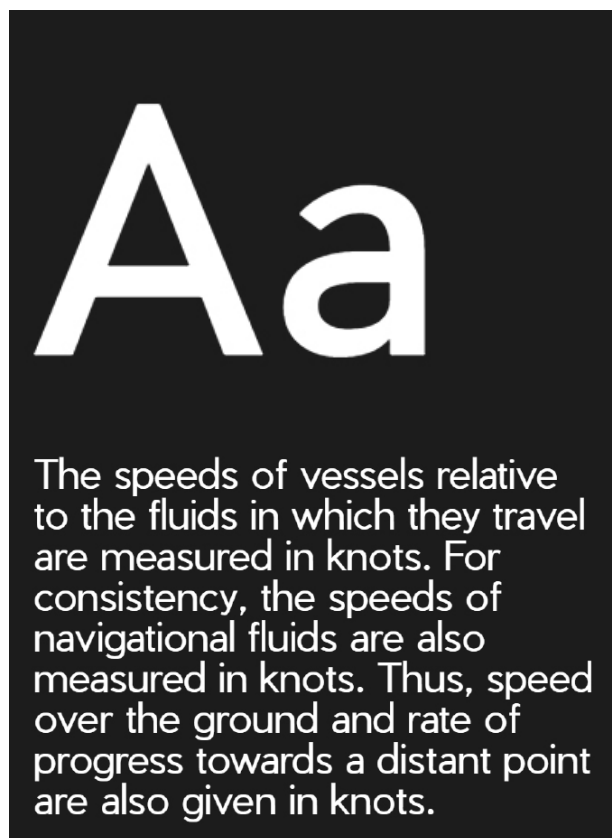 Aa
The speeds of vessels relative
to the fluids in which they travel
are measured in knots. For
consistency, the speeds of
navigational fluids are also
measured in knots. Thus, speed
over the ground and rate of
progress towards a distant point
are also given in knots.